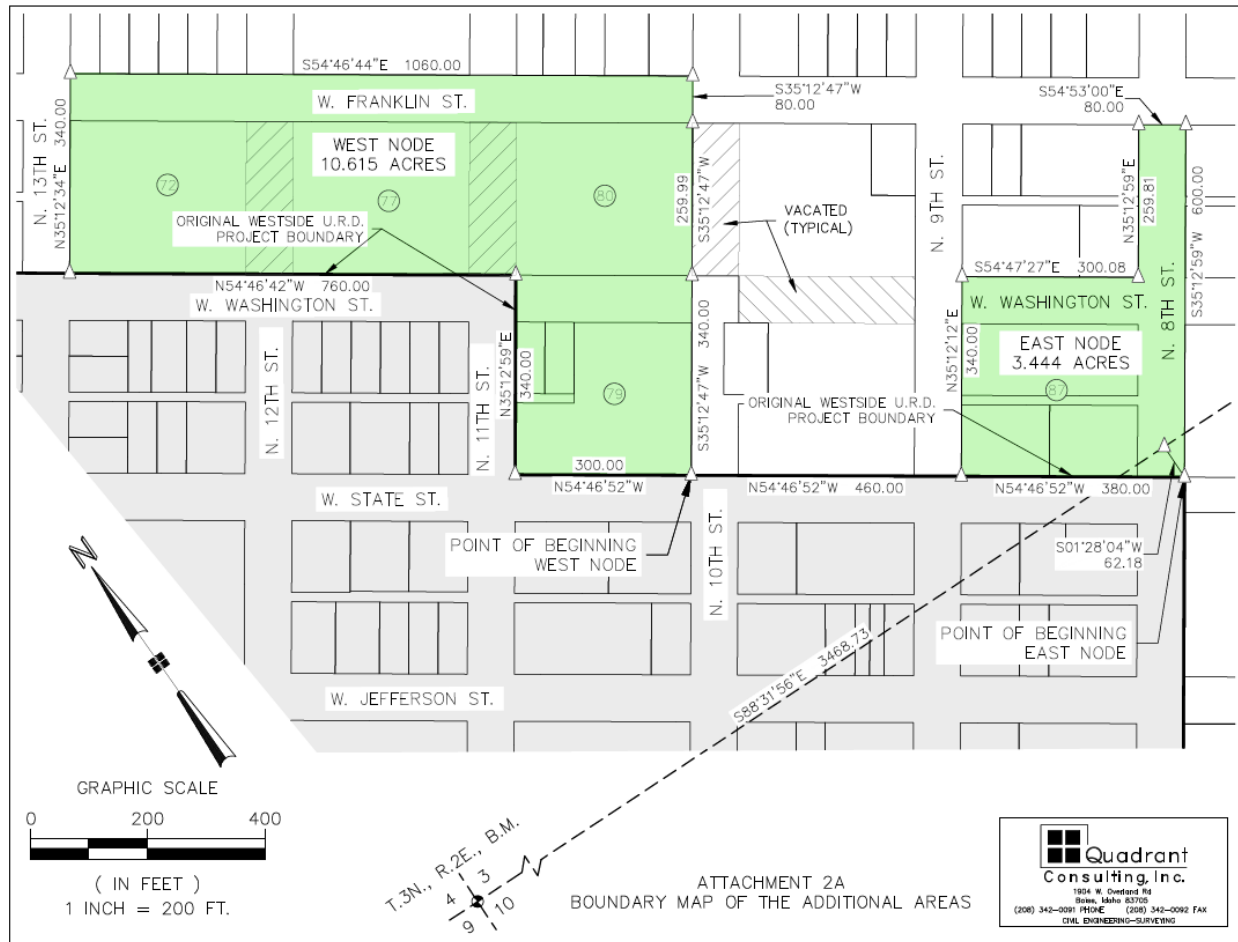 S54°46'44"E 1060.00
S35°12'47"W
80.00
S54°53'00"E
80.00
W. FRANKLIN ST.
N. 13TH ST.
N35°12'34"E 340.00
WEST NODE
10.615 ACRES
72
77
80
259.99
S35°12'47"W
VACATED
(TYPICAL)
N. 9TH ST.
N35°12'59"E
259.81
600.00
S35°12'59"W
ORIGINAL WESTSIDE U.R.D.
PROJECT BOUNDARY
N54°46'42"W 760.00
W. WASHINGTON ST.
S54°47'27"E 300.08
W. WASHINGTON ST.
N. 8TH ST.
EAST NODE
3.444 ACRES
87
N. 12TH ST.
N. 11TH ST.
N35°12'59"E
340.00
79
S35°12'47"W 340.00
N35°12'12"E
340.00
ORIGINAL WESTSIDE U.R.D.
PROJECT BOUNDARY
300.00
N54°46'52"W
N54°46'52"W 460.00
N54°46'52"W 380.00
W. STATE ST.
POINT OF BEGINNING
WEST NODE
N. 10TH ST.
S01°28'04"W
62.18
POINT OF BEGINNING
EAST NODE
N
W. JEFFERSON ST.
S88°31'56"E 3468.73
GRAPHIC SCALE
0 200 400
( IN FEET )
1 INCH = 200 FT.
T.3N., R.2E., B.M.
4 3
9 10
ATTACHMENT 2A
BOUNDARY MAP OF THE ADDITIONAL AREAS
Quadrant
Consulting, Inc.
1904 W. Overland Rd
Boise, Idaho 83705
(208) 342-0091 PHONE (208) 342-0092 FAX
CIVIL ENGINEERING-SURVEYING